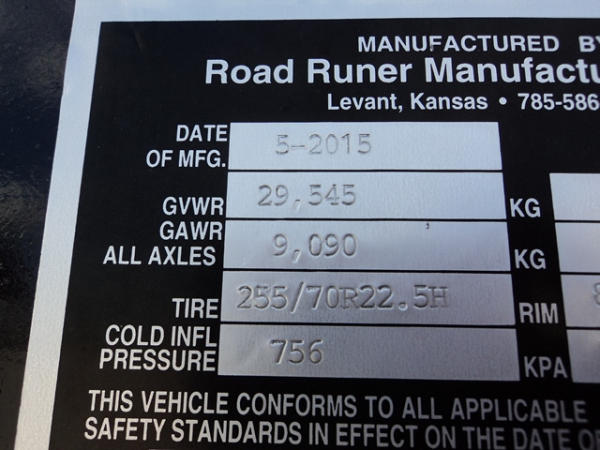 MANUFACTURED BY
Road Runer
Levant, Kansas • 785-586
DATE OF MFG. 5-2015
GVWR 29,545 KG
GAWR ALL AXLES 9,090 KG
TIRE 255/70R22.5H RIM 8
COLD INFL PRESSURE 756 KPA
THIS VEHICLE CONFORMS TO ALL APPLICABLE
SAFETY STANDARDS IN EFFECT ON THE DATE OF